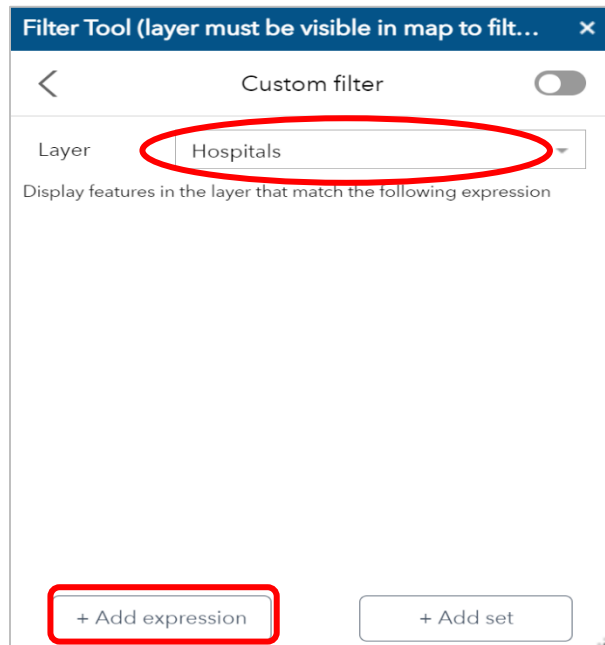 Filter Tool (layer must be visible in map to filt... ×
Custom filter
Layer Hospitals
Display features in the layer that match the following expression
+ Add expression + Add set